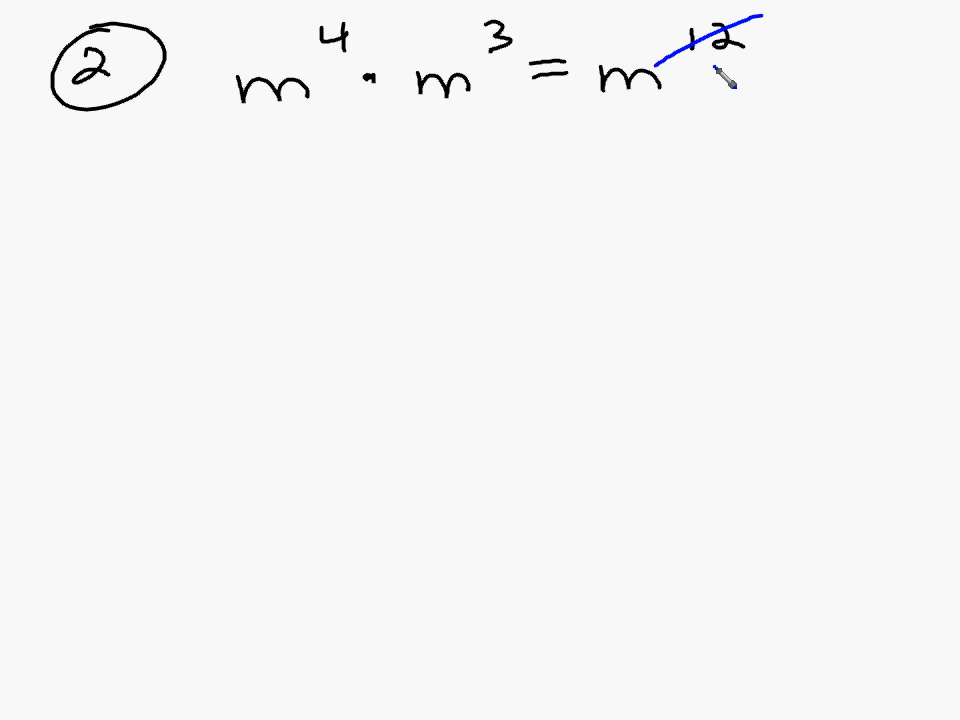 2 m⁴ · m³ = m¹²